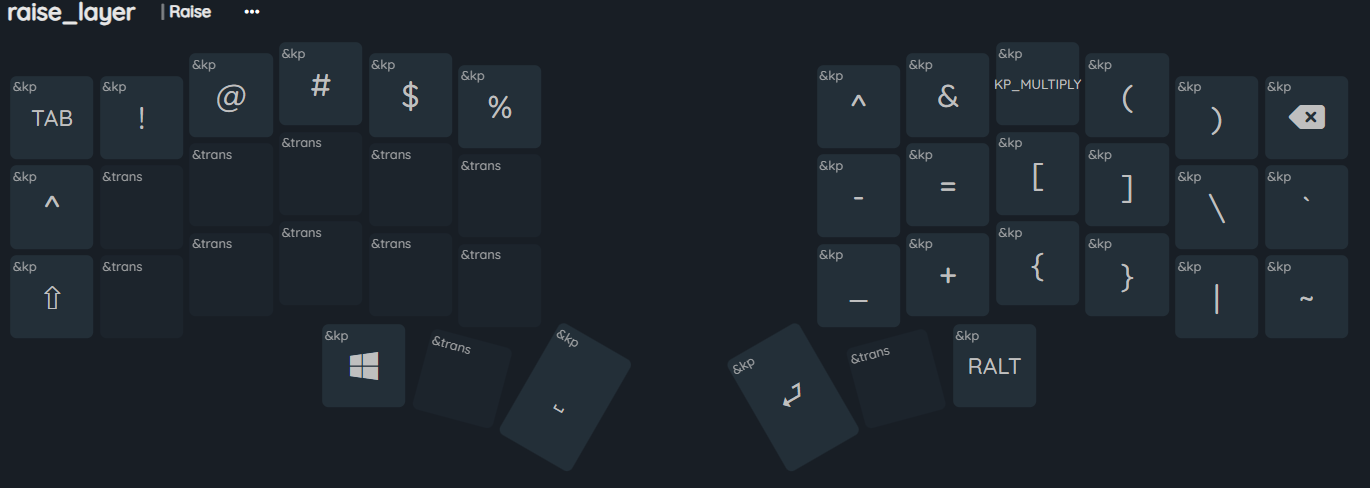 raise_layer | Raise •••
&kp &kp &kp &kp &kp &kp &kp &kp &kp &kp &kp &kp
TAB ! @ # $ % ^ & KP_MULTIPLY ( )
&kp &trans &trans &trans &trans &trans &kp &kp &kp &kp &kp &kp
^ - = [ ] \ `
&kp &trans &trans &trans &trans &trans &kp &kp &kp &kp &kp &kp
⇧ _ + { } | ~
&kp &trans &kp &kp &trans &kp
␣ ⏎ RALT